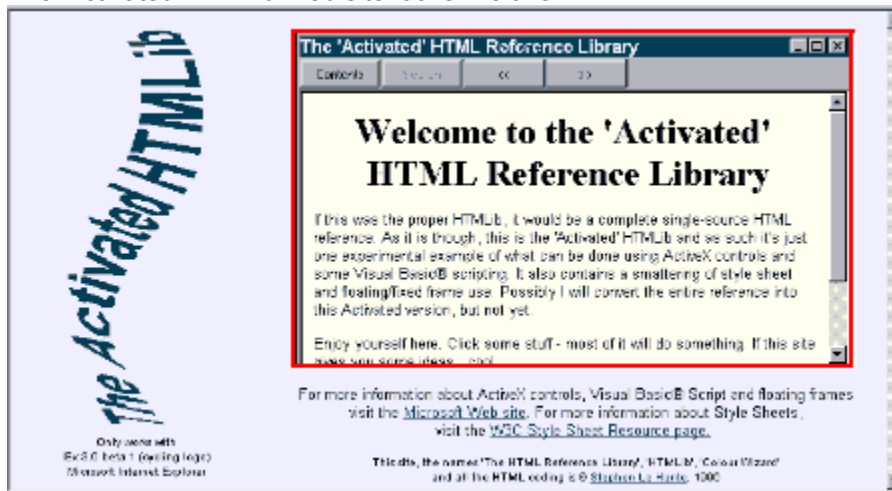 The Activated HTMLib
Only works with
Microsoft Internet Explorer
The 'Activated' HTML Reference Library
Contents
<<
>>
Welcome to the 'Activated'
HTML Reference Library
If this was the proper HTMLib, it would be a complete single-source HTML
reference. As it is though, this is the 'Activated' HTMLib and as such it's just
one experimental example of what can be done using ActiveX controls and
some Visual Basic® scripting. It also contains a smattering of style sheet
and floating/fixed frame use. Possibly I will convert the entire reference into
this Activated version, but not yet.
Enjoy yourself here. Click some stuff - most of it will do something. If this site
gives you some ideas... cool
For more information about ActiveX controls, Visual Basic® Script and floating frames
visit the Microsoft Web site. For more information about Style Sheets,
visit the W3C Style Sheet Resource page.
This site, the names 'The HTML Reference Library', 'HTMLib', 'Colour Wizard'
and all the HTML coding is © Stephen Le Hunte,